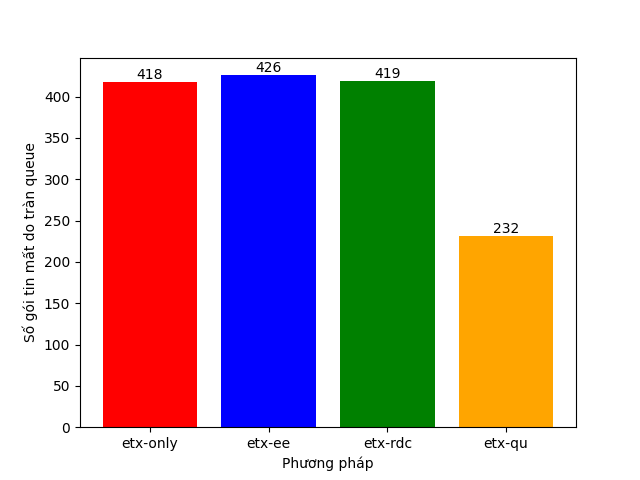 418
426
419
232
400
350
300
250
200
150
100
50
0
Số gói tin mất do tràn queue
etx-only
etx-ee
etx-rdc
etx-qu
Phương pháp